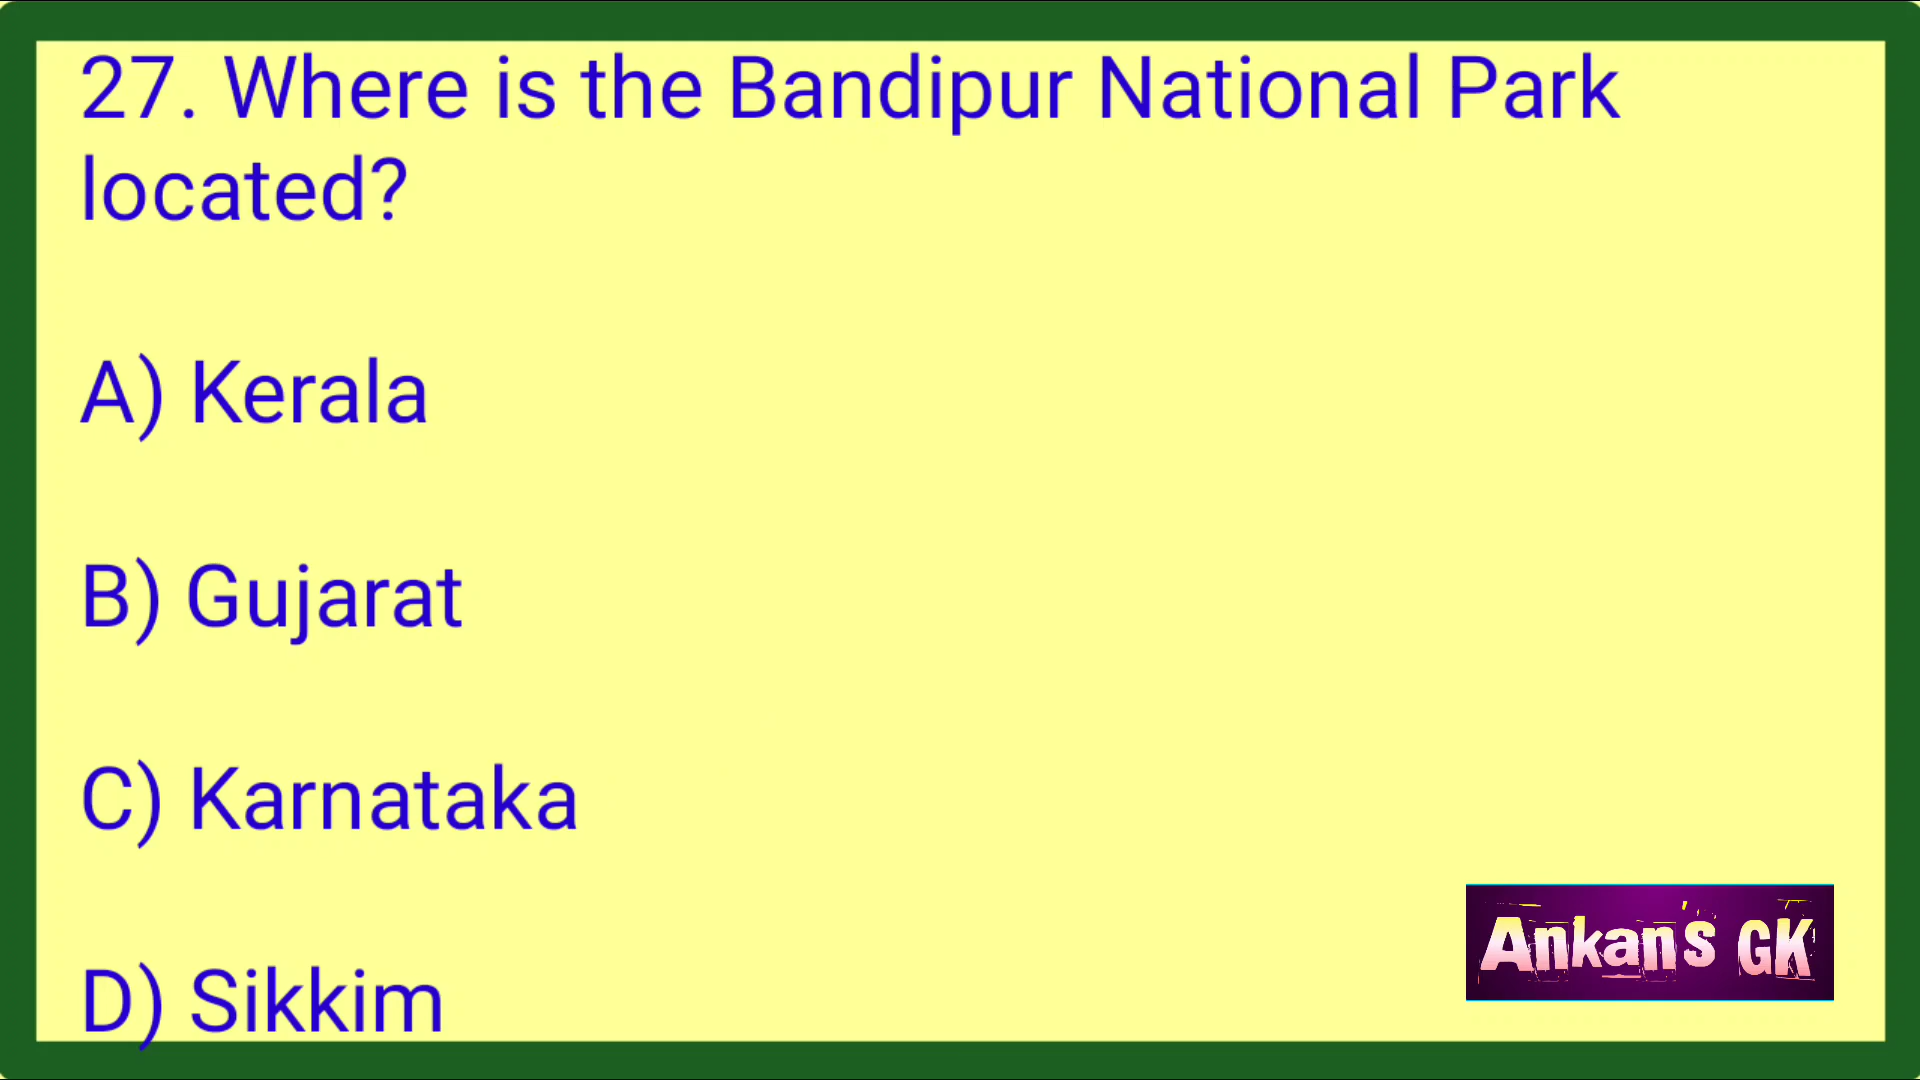 27. Where is the Bandipur National Park
located?
A) Kerala
B) Gujarat
C) Karnataka
D) Sikkim
Ankan's GK